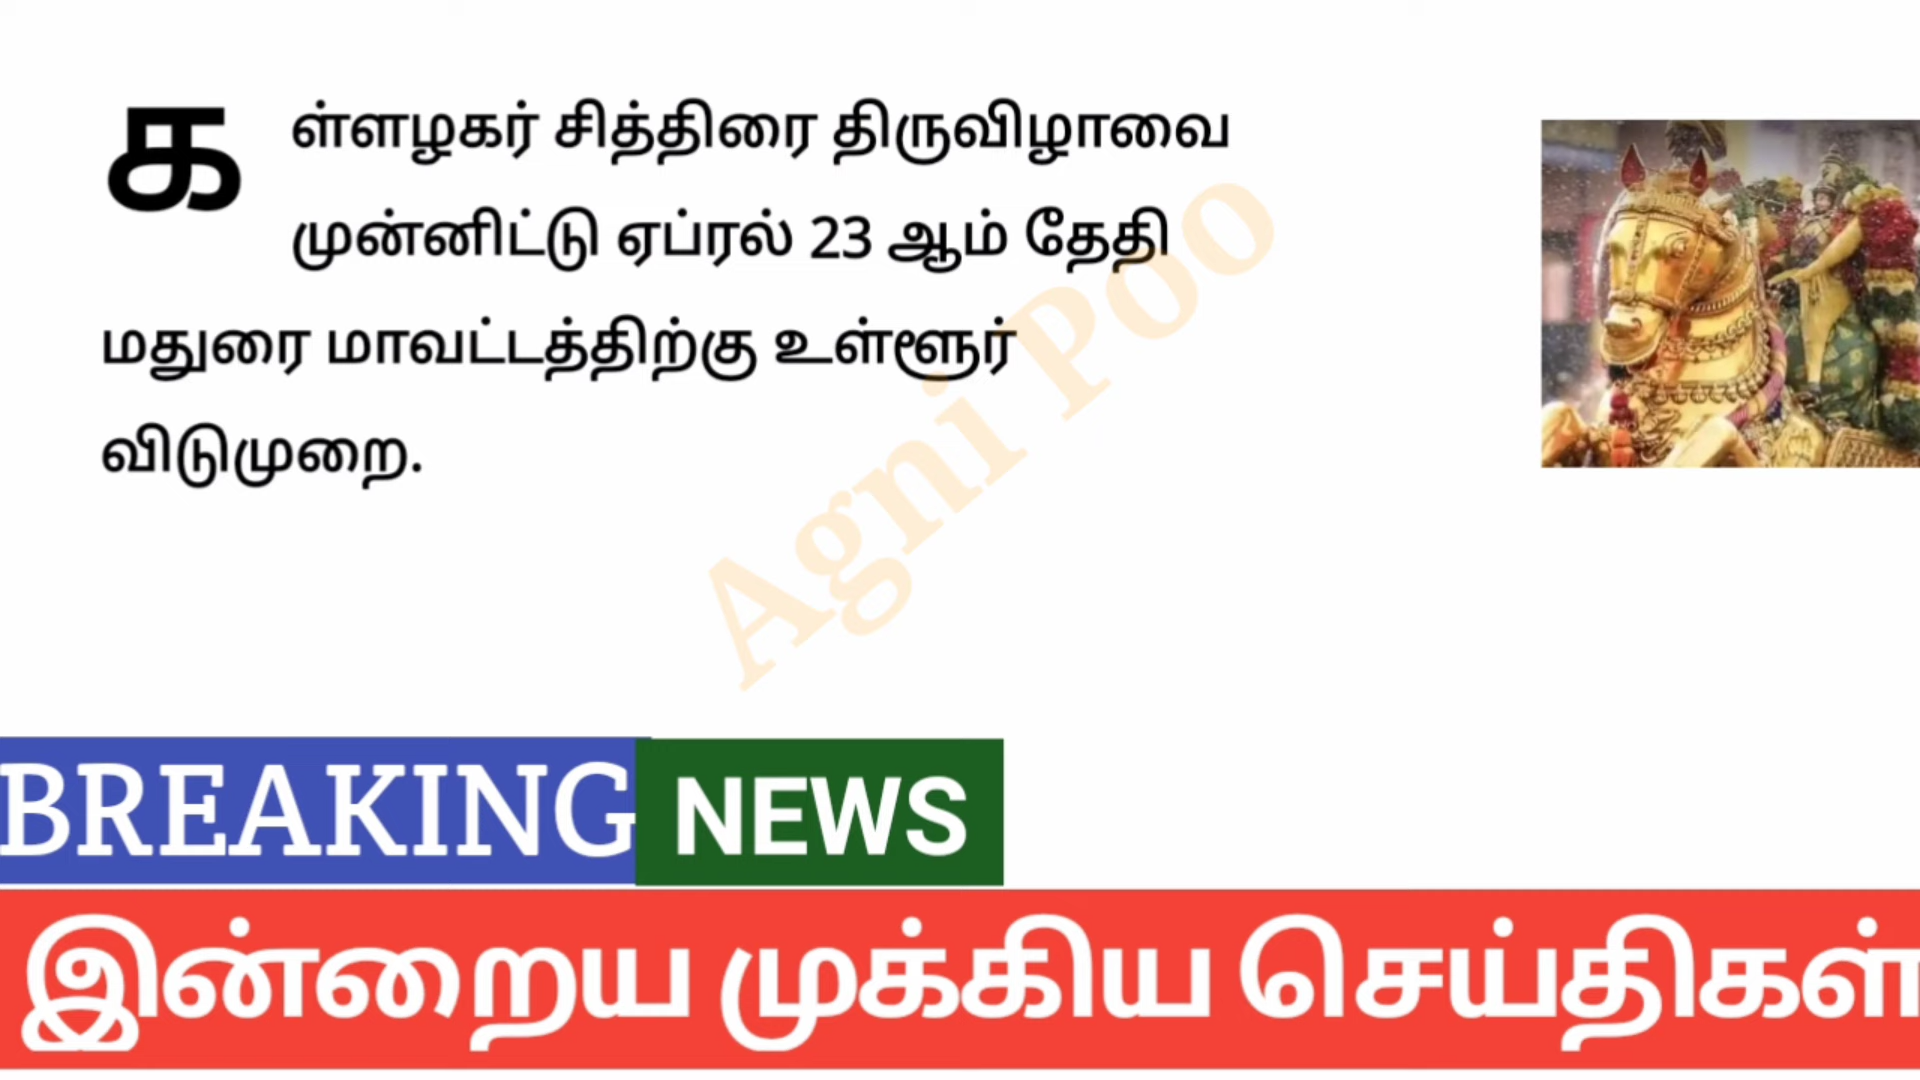 கள்ளழகர் சித்திரை திருவிழாவை
முன்னிட்டு ஏப்ரல் 23 ஆம் தேதி
மதுரை மாவட்டத்திற்கு உள்ளூர்
விடுமுறை.
Agni Poo
BREAKING NEWS
இன்றைய முக்கிய செய்திகள்